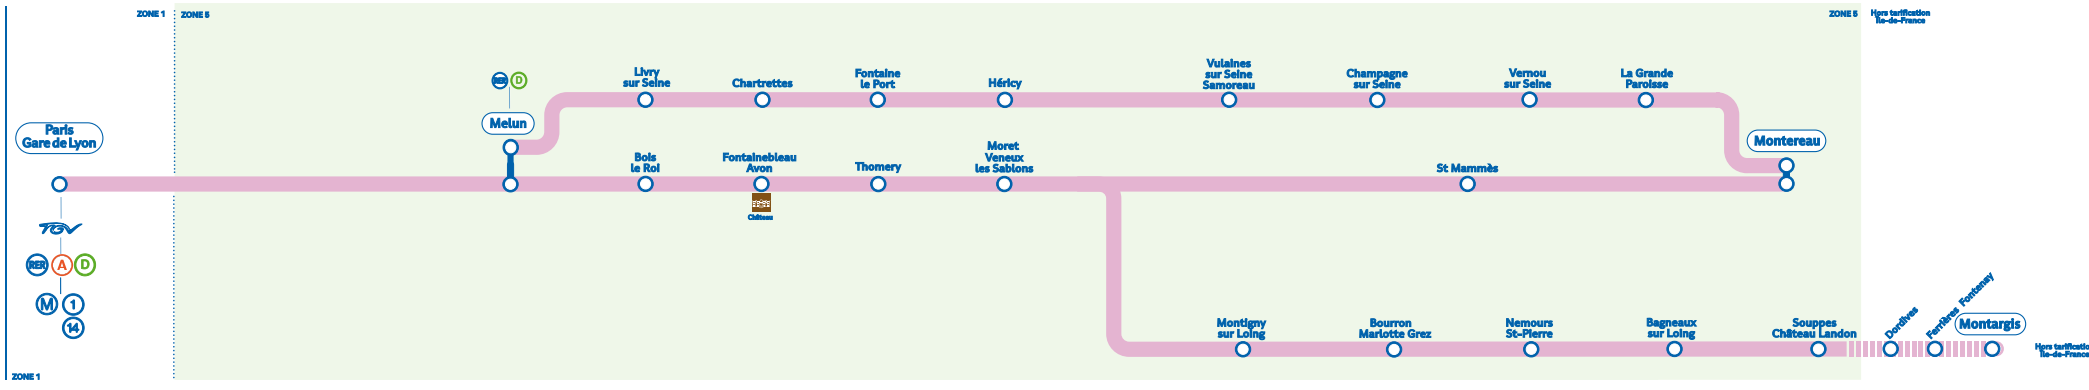 ZONE 1
ZONE 5
ZONE 5
Hors tarification
Île-de-France
RER D
Livry
sur Seine
Chartrettes
Fontaine
le Port
Héricy
Vulaines
sur Seine
Samoreau
Champagne
sur Seine
Vernou
sur Seine
La Grande
Paroisse
Paris
Gare de Lyon
Melun
Montereau
Bois
le Roi
Fontainebleau
Avon
Thomery
Moret
Veneux
les Sablons
St Mammès
Château
TGV
RER A D
M 1
14
Montigny
sur Loing
Bourron
Marlotte Grez
Nemours
St-Pierre
Bagneaux
sur Loing
Souppes
Château Landon
Dordives
Ferrières Fontenay
Montargis
Hors tarificatio
Île-de-France
ZONE 1